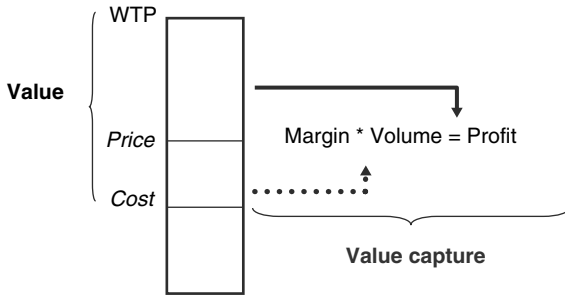 WTP
Value
Price
Margin * Volume = Profit
Cost
Value capture